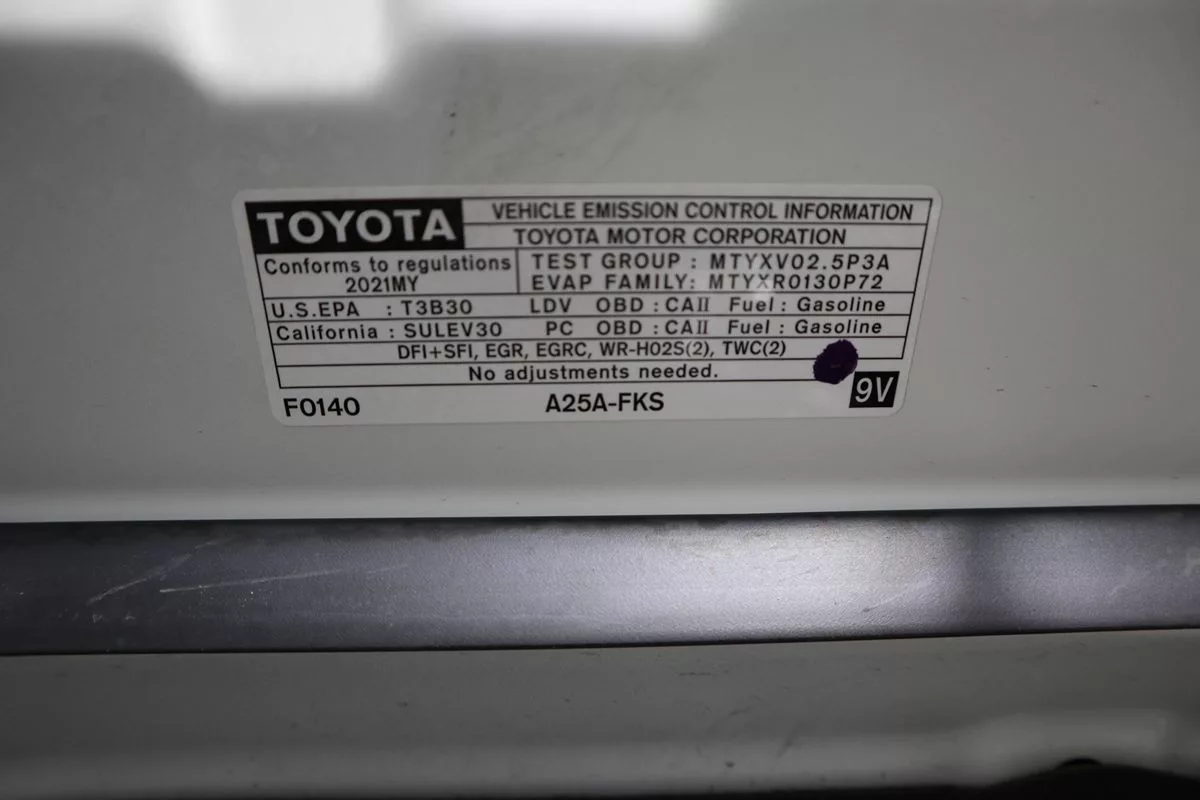 TOYOTA VEHICLE EMISSION CONTROL INFORMATION
TOYOTA MOTOR CORPORATION
Conforms to regulations
2021MY
TEST GROUP : MTYXV02.5P3A
EVAP FAMILY: MTYXR0130P72
U.S.EPA : T3B30 LDV OBD : CAII Fuel : Gasoline
California : SULEV30 PC OBD : CAII Fuel : Gasoline
DFI+SFI, EGR, EGRC, WR-HO2S(2), TWC(2)
No adjustments needed.
F0140 A25A-FKS 9V